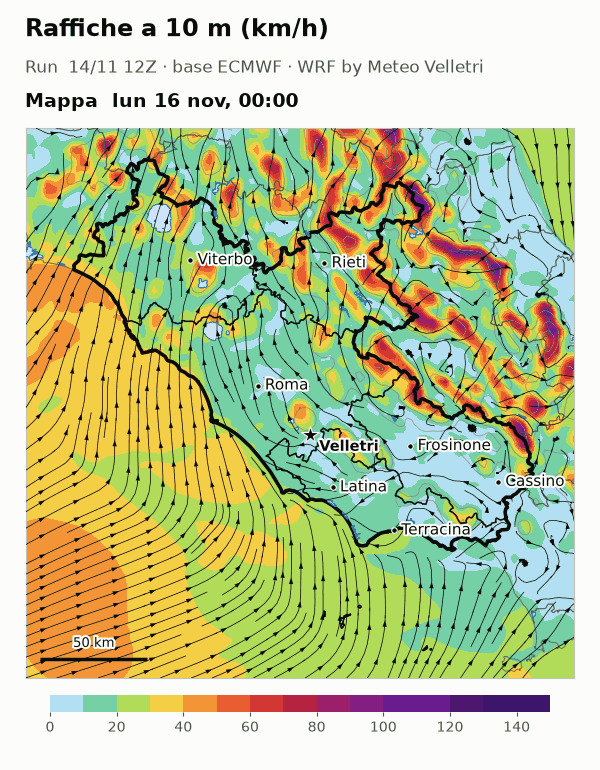 Raffiche a 10 m (km/h)
Run  14/11 12Z · base ECMWF · WRF by Meteo Velletri
Mappa  lun 16 nov, 00:00
Viterbo
Rieti
Roma
Velletri
Frosinone
Cassino
Latina
Terracina
50 km
0 20 40 60 80 100 120 140